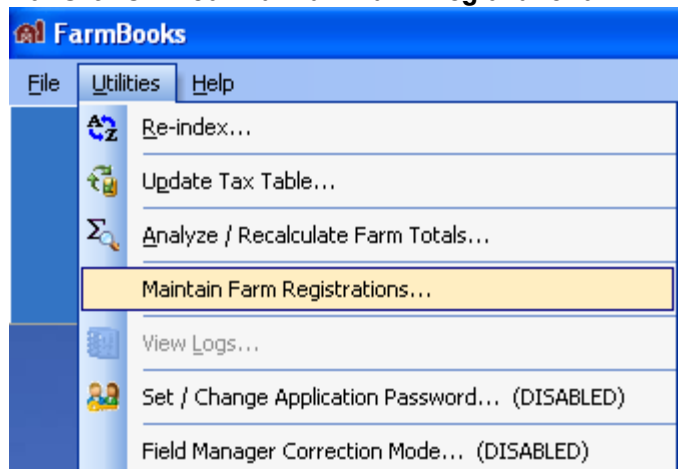 FarmBooks
File Utilities Help
Re-index...
Update Tax Table...
Analyze / Recalculate Farm Totals...
Maintain Farm Registrations...
View Logs...
Set / Change Application Password... (DISABLED)
Field Manager Correction Mode... (DISABLED)